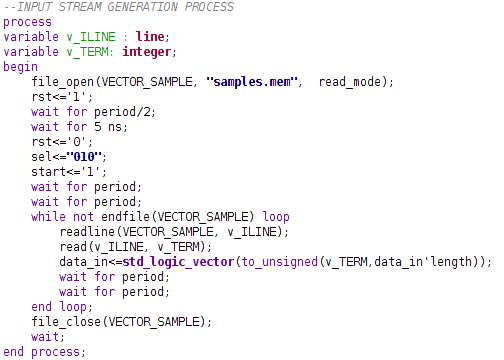 --INPUT STREAM GENERATION PROCESS
process
variable v_ILINE : line;
variable v_TERM: integer;
begin
    file_open(VECTOR_SAMPLE, "samples.mem",  read_mode);
    rst<='1';
    wait for period/2;
    wait for 5 ns;
    rst<='0';
    sel<="010";
    start<='1';
    wait for period;
    wait for period;
    while not endfile(VECTOR_SAMPLE) loop
        readline(VECTOR_SAMPLE, v_ILINE);
        read(v_ILINE, v_TERM);
        data_in<=std_logic_vector(to_unsigned(v_TERM,data_in'length));
        wait for period;
        wait for period;
    end loop;
    file_close(VECTOR_SAMPLE);
    wait;
end process;